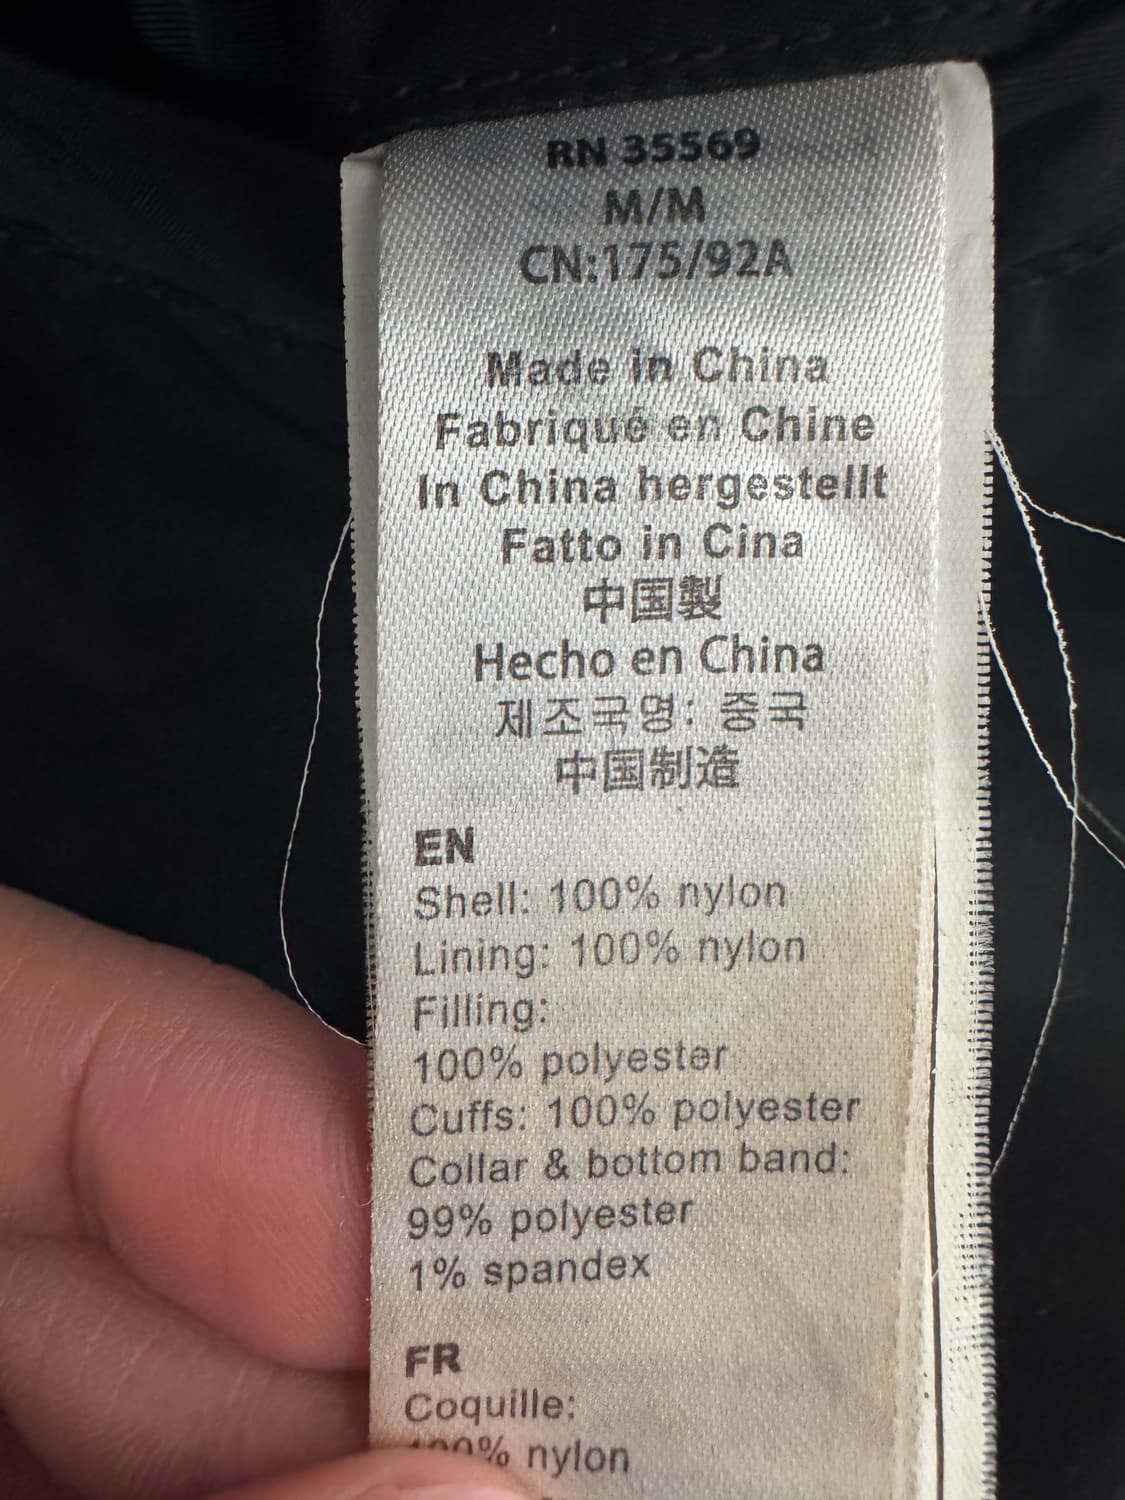 RN 35569
M/M
CN:175/92A
Made in China
Fabriqué en Chine
In China hergestellt
Fatto in Cina
中国製
Hecho en China
제조국명: 중국
中国制造
EN
Shell: 100% nylon
Lining: 100% nylon
Filling:
100% polyester
Cuffs: 100% polyester
Collar & bottom band:
99% polyester
1% spandex
FR
Coquille:
100% nylon